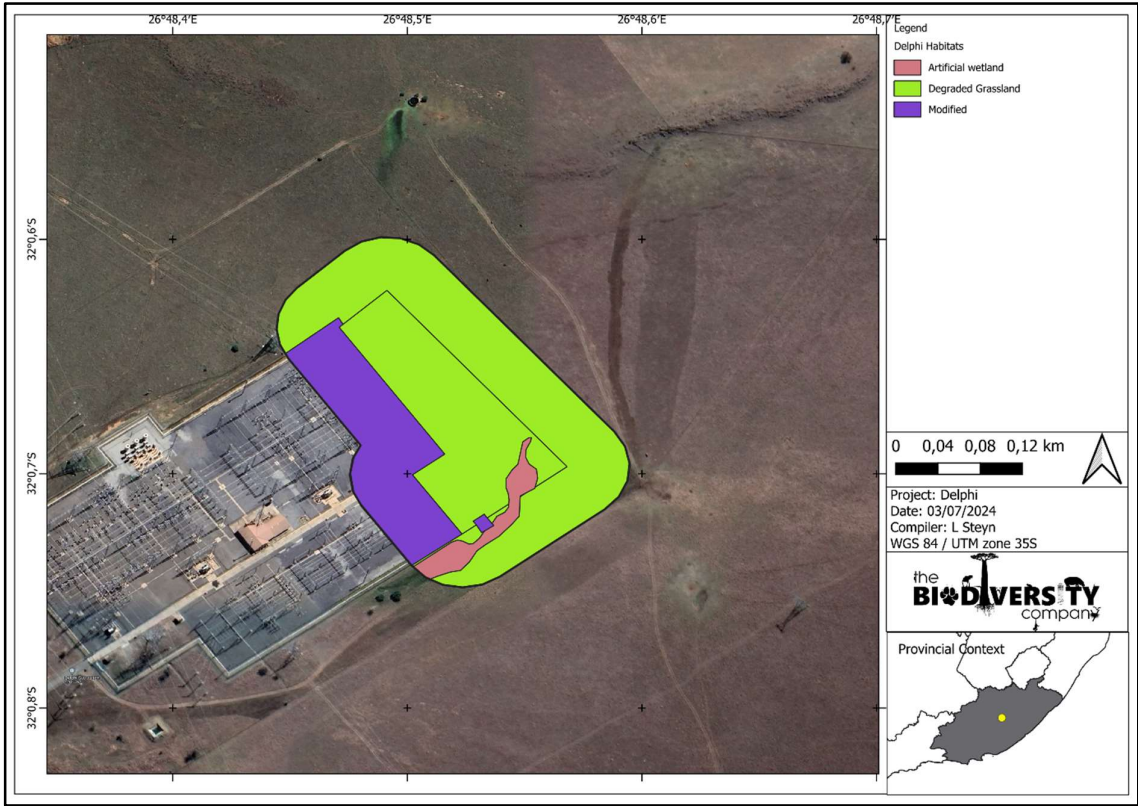 26°48,4'E
26°48,5'E
26°48,6'E
26°48,7'E
32°0,6'S
32°0,7'S
32°0,8'S
Legend
Delphi Habitats
Artificial wetland
Degraded Grassland
Modified
0 0,04 0,08 0,12 km
Project: Delphi
Date: 03/07/2024
Compiler: L Steyn
WGS 84 / UTM zone 35S
the
BIODIVERSITY
company
Provincial Context